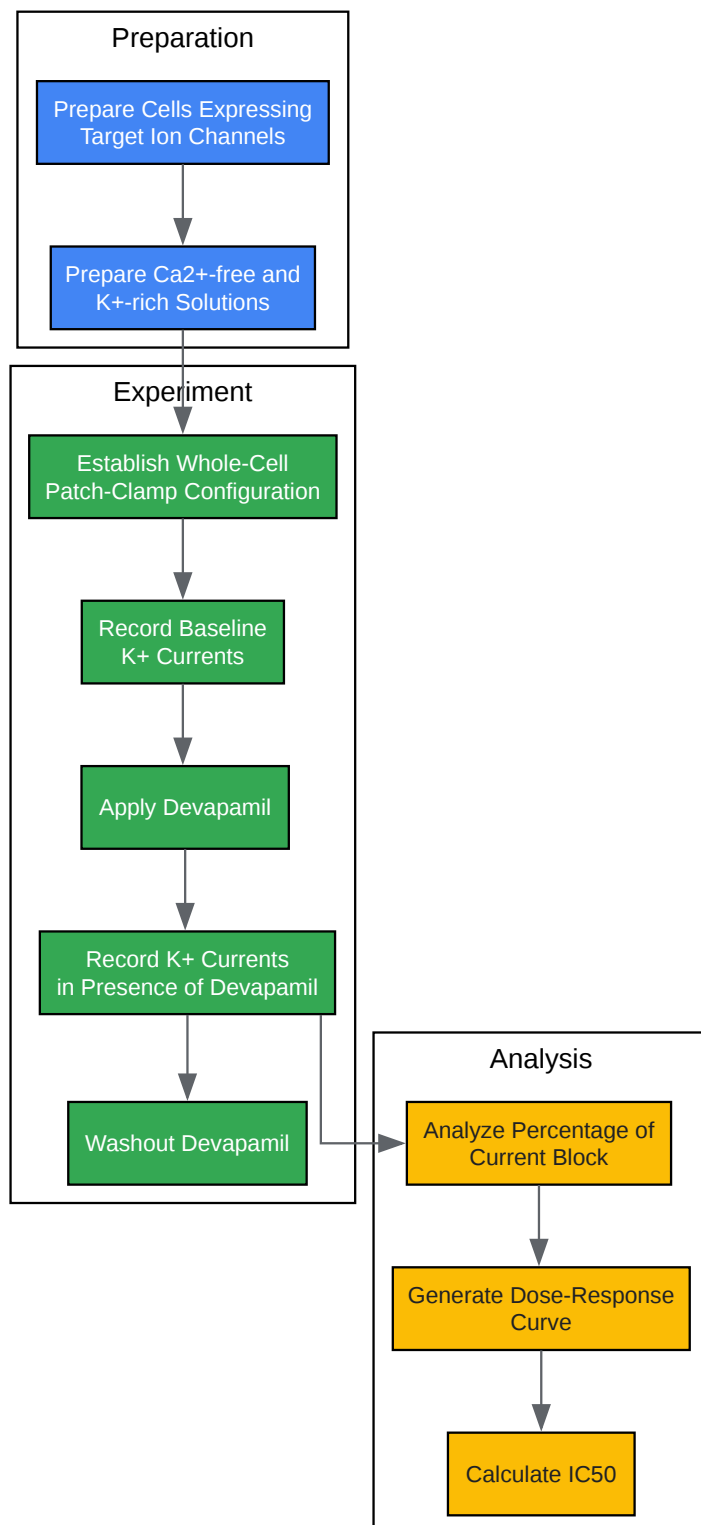 Preparation
Prepare Cells Expressing
Target Ion Channels
Prepare Ca2+-free and
K+-rich Solutions
Experiment
Establish Whole-Cell
Patch-Clamp Configuration
Record Baseline
K+ Currents
Apply Devapamil
Record K+ Currents
in Presence of Devapamil
Washout Devapamil
Analysis
Analyze Percentage of
Current Block
Generate Dose-Response
Curve
Calculate IC50